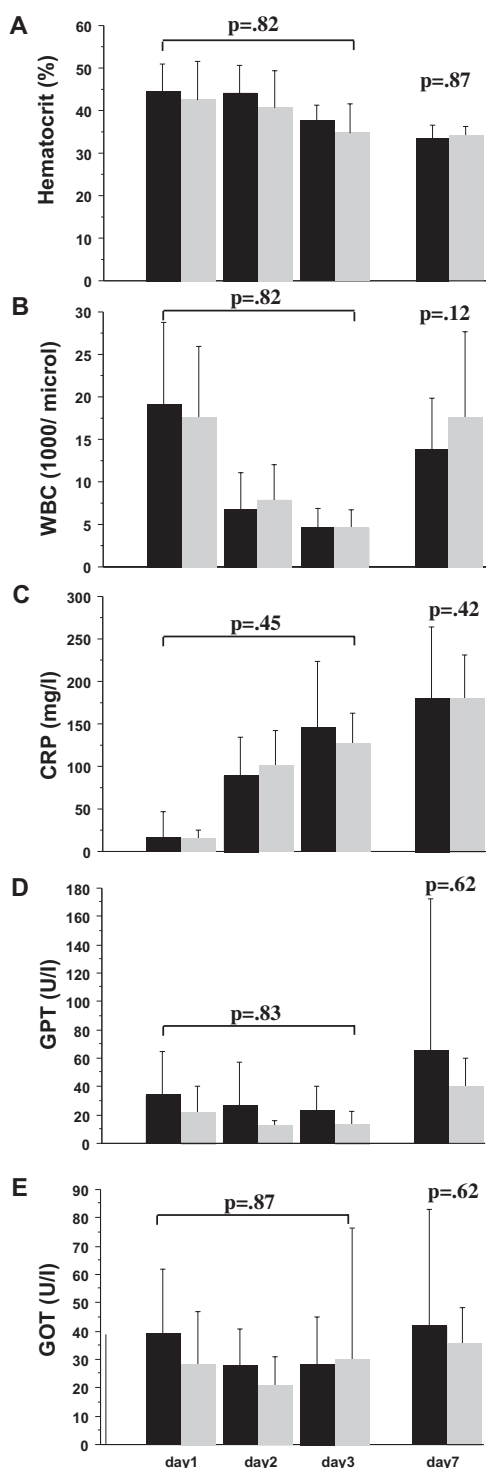 A
p=.82
p=.87
Hematocrit (%)
60
50
40
30
20
10
0
B
p=.82
p=.12
WBC (1000/ microl)
30
25
20
15
10
5
0
C
p=.45
p=.42
CRP (mg/l)
300
250
200
150
100
50
0
D
p=.62
p=.83
GPT (U/l)
180
160
140
120
100
80
60
40
20
0
E
p=.87
p=.62
GOT (U/l)
90
80
70
60
50
40
30
20
10
0
day1 day2 day3 day7